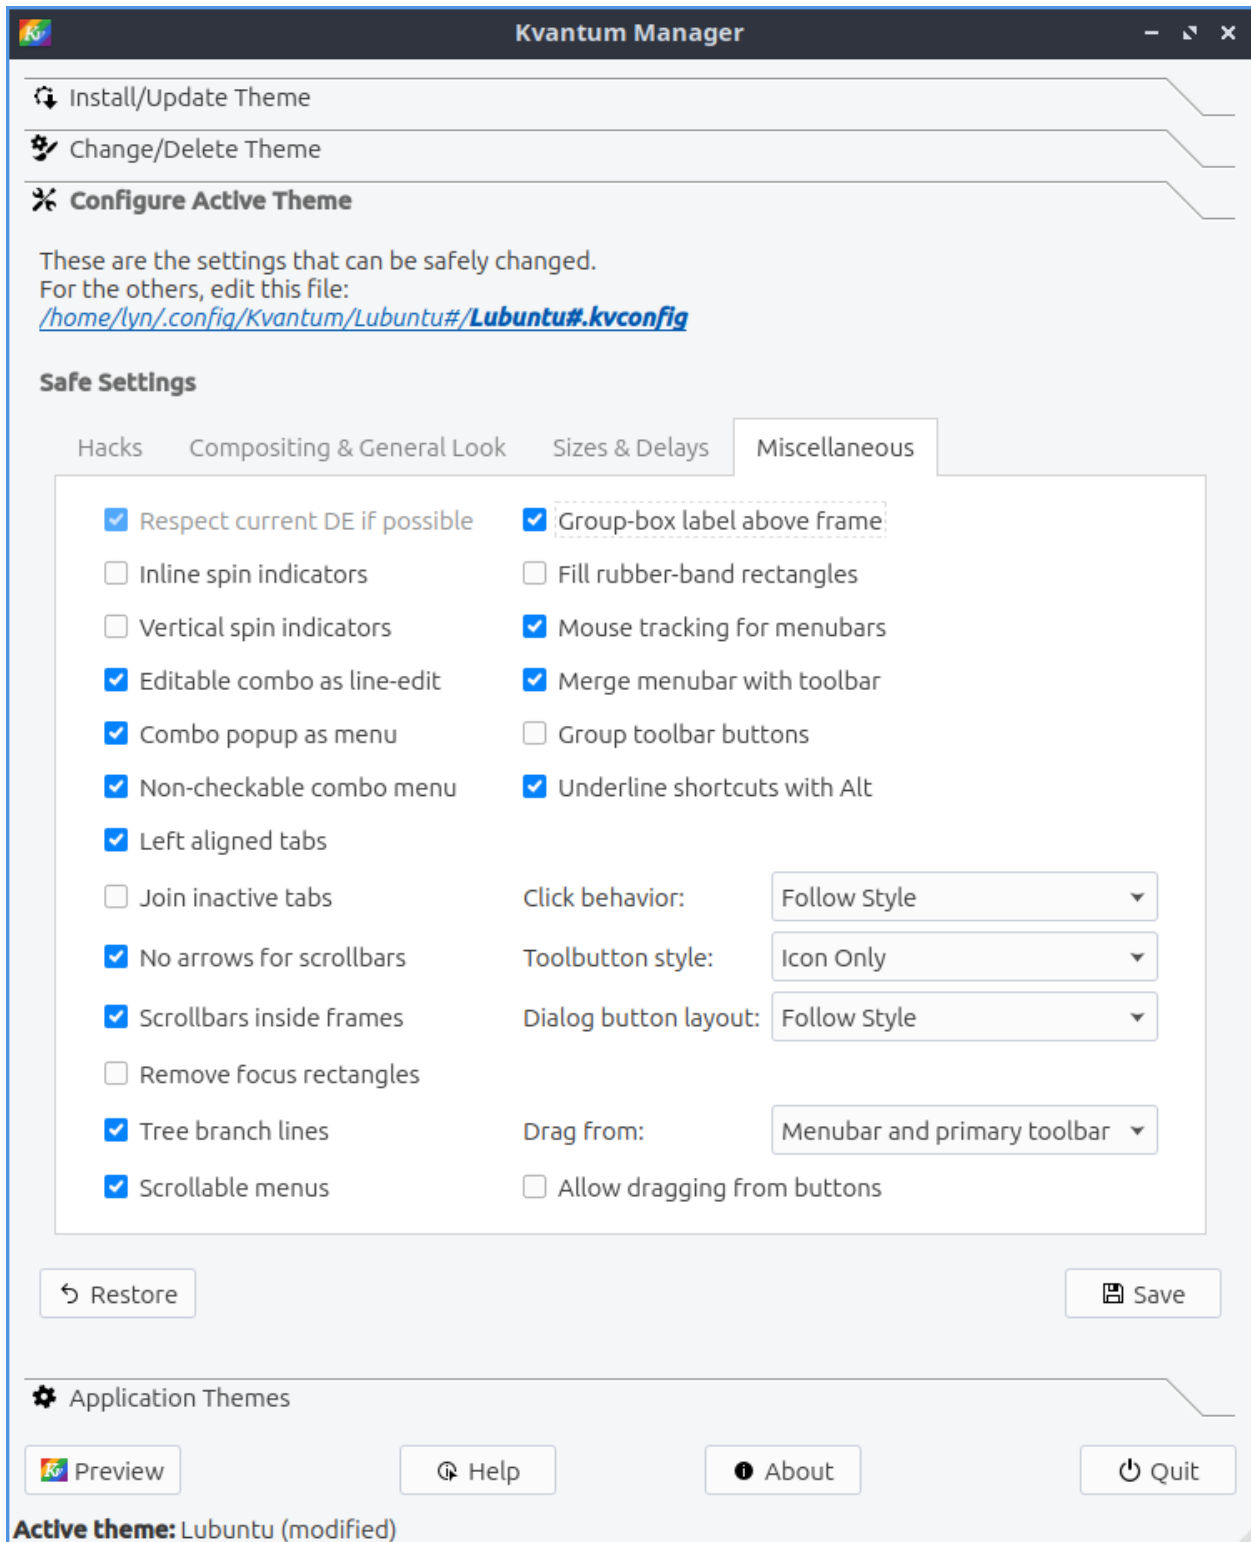 Kvantum Manager
Install/Update Theme
Change/Delete Theme
Configure Active Theme
These are the settings that can be safely changed.
For the others, edit this file:
/home/lyn/.config/Kvantum/Lubuntu#/Lubuntu#.kvconfig
Safe Settings
Hacks Compositing & General Look Sizes & Delays Miscellaneous
Respect current DE if possible Group-box label above frame
Inline spin indicators Fill rubber-band rectangles
Vertical spin indicators Mouse tracking for menubars
Editable combo as line-edit Merge menubar with toolbar
Combo popup as menu Group toolbar buttons
Non-checkable combo menu Underline shortcuts with Alt
Left aligned tabs
Join inactive tabs Click behavior: Follow Style
No arrows for scrollbars Toolbutton style: Icon Only
Scrollbars inside frames Dialog button layout: Follow Style
Remove focus rectangles
Tree branch lines Drag from: Menubar and primary toolbar
Scrollable menus Allow dragging from buttons
Restore Save
Application Themes
Kv Preview Help About Quit
Active theme: Lubuntu (modified)